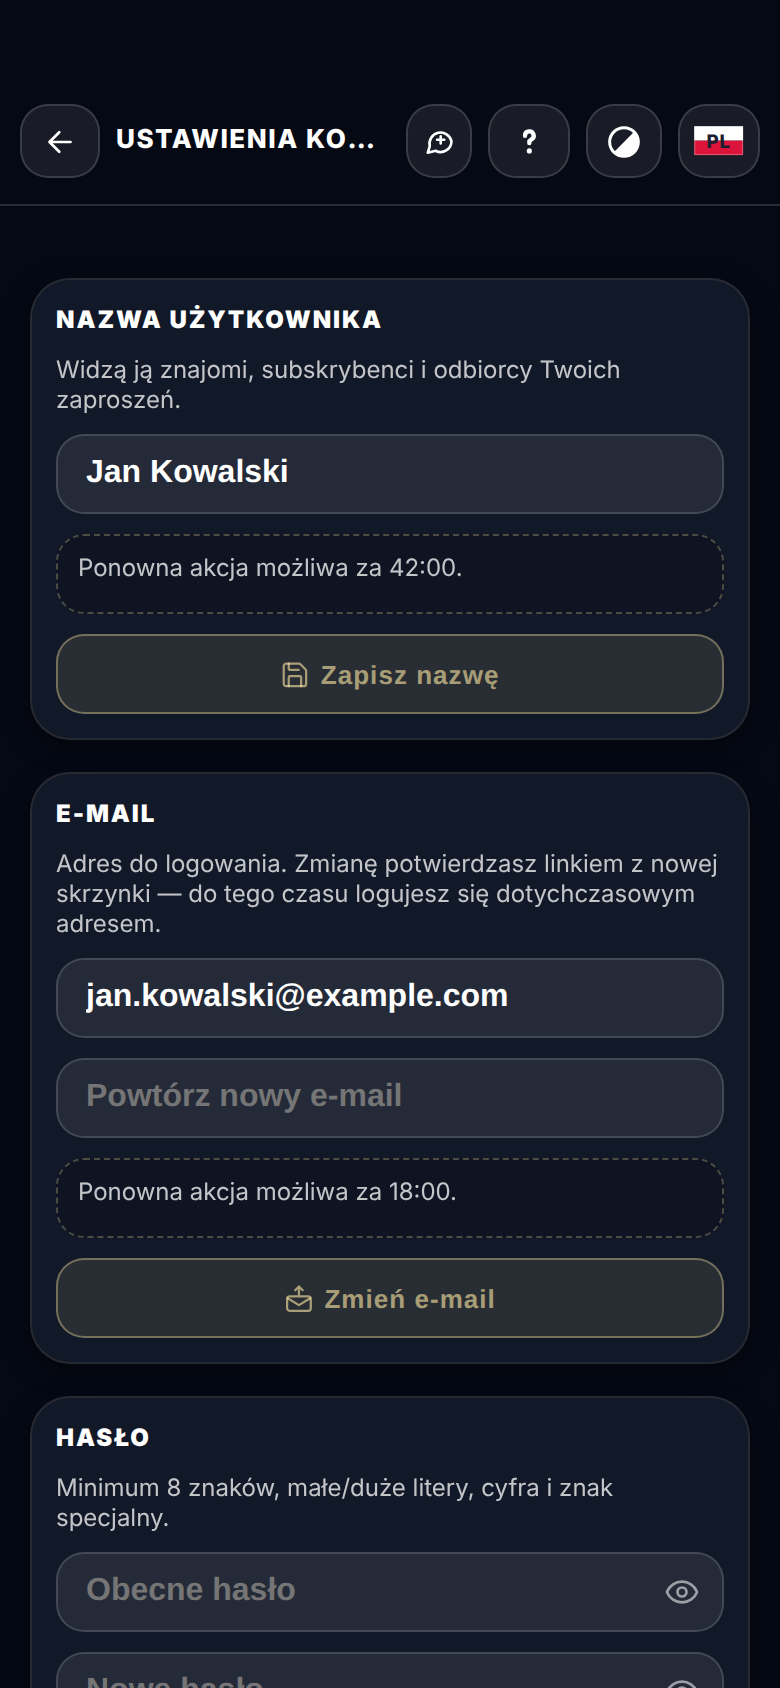 USTAWIENIA KO...
?
PL
NAZWA UŻYTKOWNIKA
Widzą ją znajomi, subskrybenci i odbiorcy Twoich
zaproszeń.
Jan Kowalski
Ponowna akcja możliwa za 42:00.
Zapisz nazwę
E-MAIL
Adres do logowania. Zmianę potwierdzasz linkiem z nowej
skrzynki — do tego czasu logujesz się dotychczasowym
adresem.
jan.kowalski@example.com
Powtórz nowy e-mail
Ponowna akcja możliwa za 18:00.
Zmień e-mail
HASŁO
Minimum 8 znaków, małe/duże litery, cyfra i znak
specjalny.
Obecne hasło
Nowe hasło